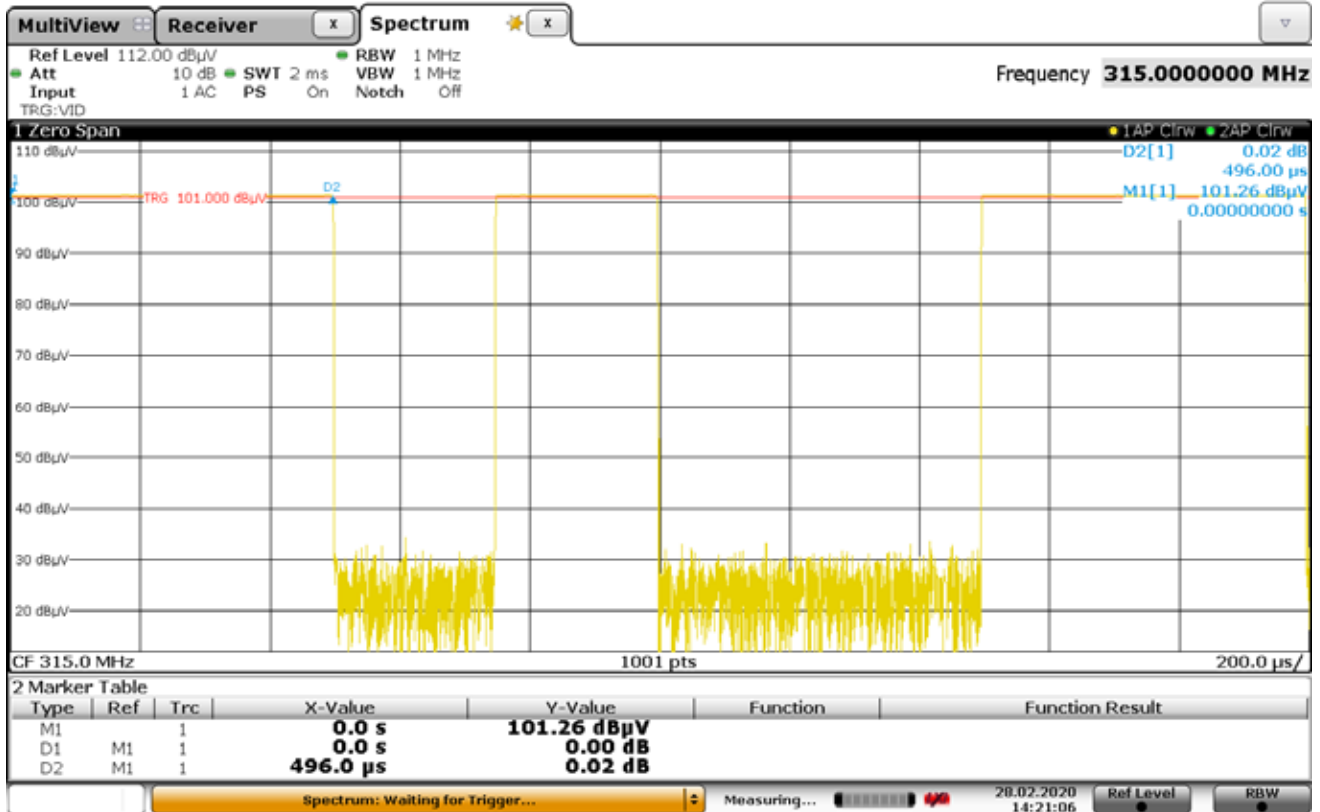 MultiView Receiver X Spectrum X
Ref Level 112.00 dBµV RBW 1 MHz
Att 10 dB SWT 2 ms VBW 1 MHz Frequency 315.0000000 MHz
Input 1 AC PS On Notch Off
TRG:VID
1 Zero Span 1AP Clrw 2AP Clrw
110 dBµV D2[1] 0.02 dB
496.00 µs
D2 M1[1] 101.26 dBµV
100 dBµV TRG 101.000 dBµV
0.00000000 s
90 dBµV
80 dBµV
70 dBµV
60 dBµV
50 dBµV
40 dBµV
30 dBµV
20 dBµV
CF 315.0 MHz 1001 pts 200.0 µs/
2 Marker Table
Type Ref Trc X-Value Y-Value Function Function Result
M1 1 0.0 s 101.26 dBµV
D1 M1 1 0.0 s 0.00 dB
D2 M1 1 496.0 µs 0.02 dB
Spectrum: Waiting for Trigger... Measuring... 28.02.2020 Ref Level RBW
14:21:06